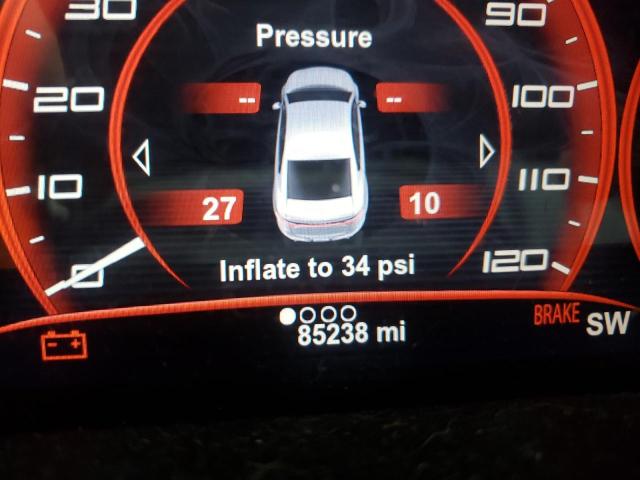 30
90
Pressure
20
--
--
100
10
110
27
10
0
Inflate to 34 psi
120
85238 mi
BRAKE
SW
- +